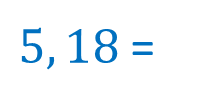 5, 18 =